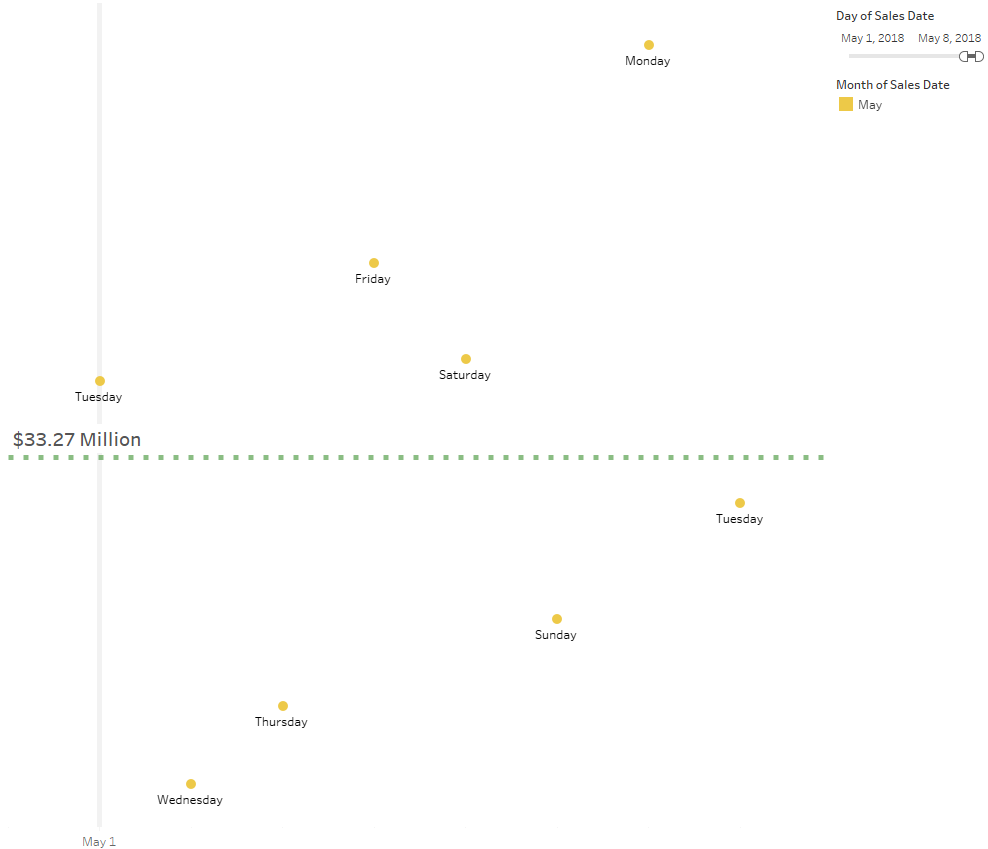 Day of Sales Date
May 1, 2018 May 8, 2018
Month of Sales Date
May
Monday
Friday
Saturday
Tuesday
$33.27 Million
Tuesday
Sunday
Thursday
Wednesday
May 1